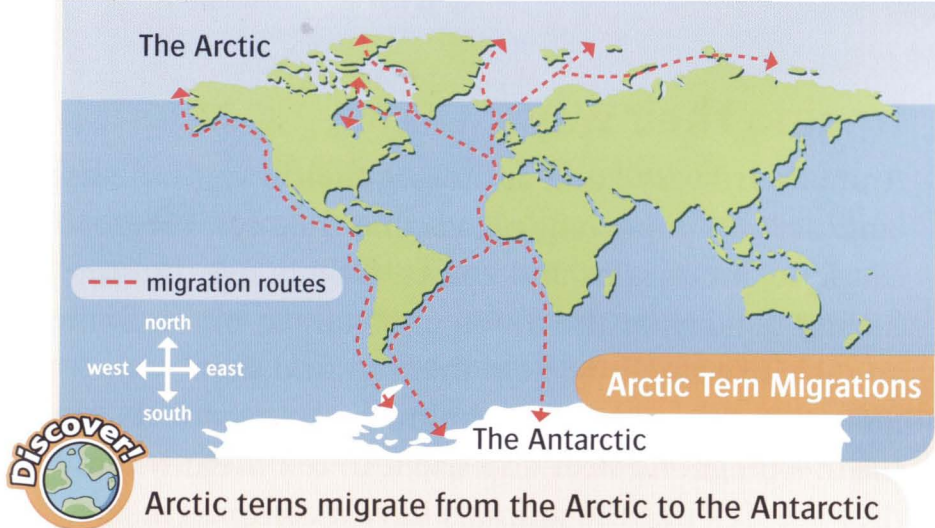 The Arctic
migration routes
north
west east
south
Arctic Tern Migrations
The Antarctic
Discover!
Arctic terns migrate from the Arctic to the Antarctic